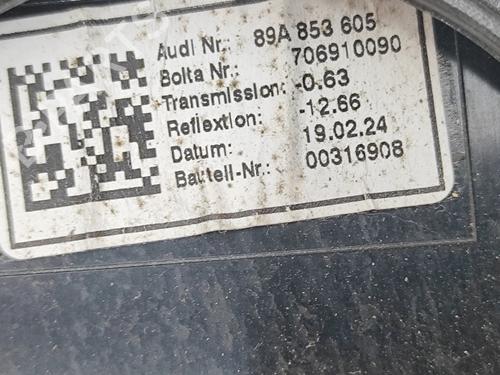 Audi Nr.: 89A 853 605
Bolta Nr.: 706910090
Transmission: -0.63
Reflextion: -12.66
Datum: 19.02.24
Bauteil-Nr.: 00316908